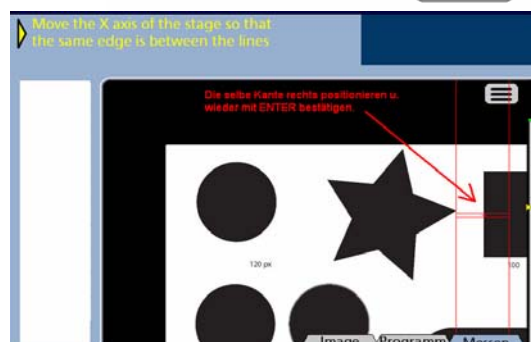 Move the X axis of the stage so that
the same edge is between the lines
Die selbe Kante rechts positionieren u.
wieder mit ENTER bestätigen.
120 px
100
Image Programm Messen